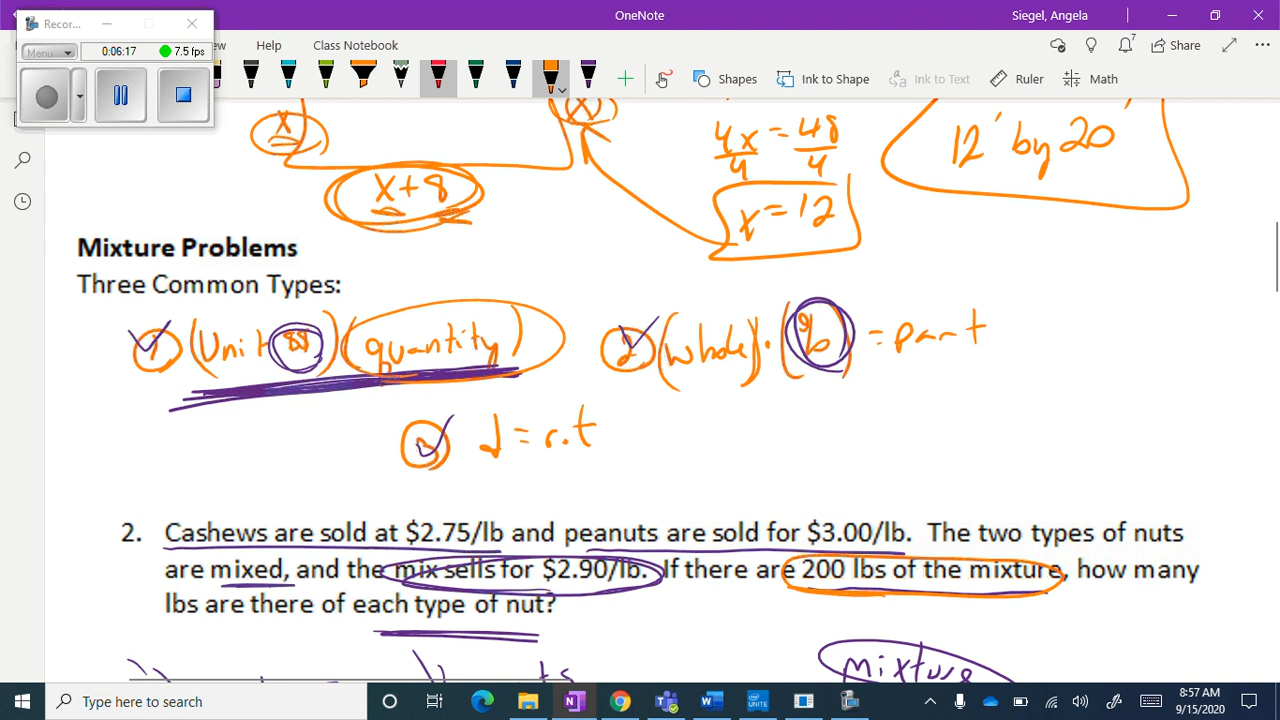 OneNote
Siegel, Angela
Recor...
Menu
0:06:17
7.5 fps
View
Help
Class Notebook
Share
Shapes
Ink to Shape
Ink to Text
Ruler
Math
x
(x)
x+8
4x = 48
4 4
x = 12
12' by 20'
Mixture Problems
Three Common Types:
1 (Unit $)(quantity)
2 (whole) · (%) = part
3 d = r.t
2. Cashews are sold at $2.75/lb and peanuts are sold for $3.00/lb. The two types of nuts
are mixed, and the mix sells for $2.90/lb. If there are 200 lbs of the mixture, how many
lbs are there of each type of nut?
mixture
Type here to search
8:57 AM
9/15/2020
7